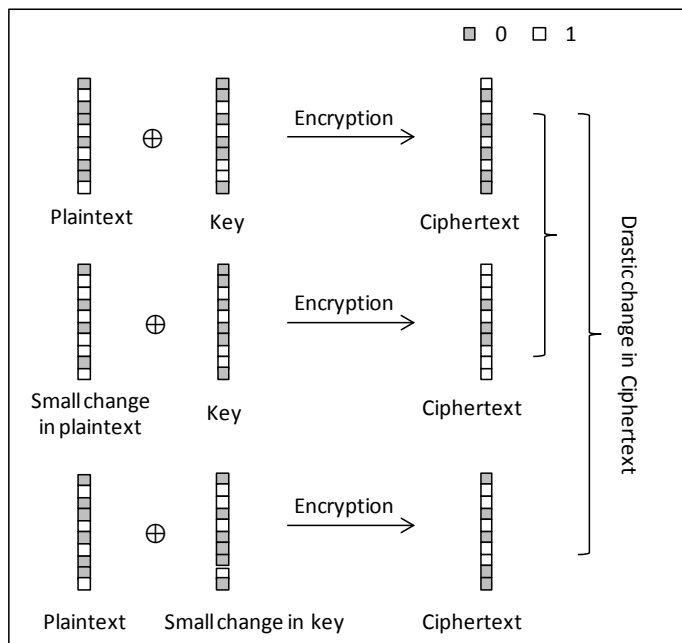 0 1
Encryption
Plaintext
Key
Ciphertext
Encryption
Small change
in plaintext
Key
Ciphertext
Drastic change in Ciphertext
Encryption
Plaintext
Small change in key
Ciphertext